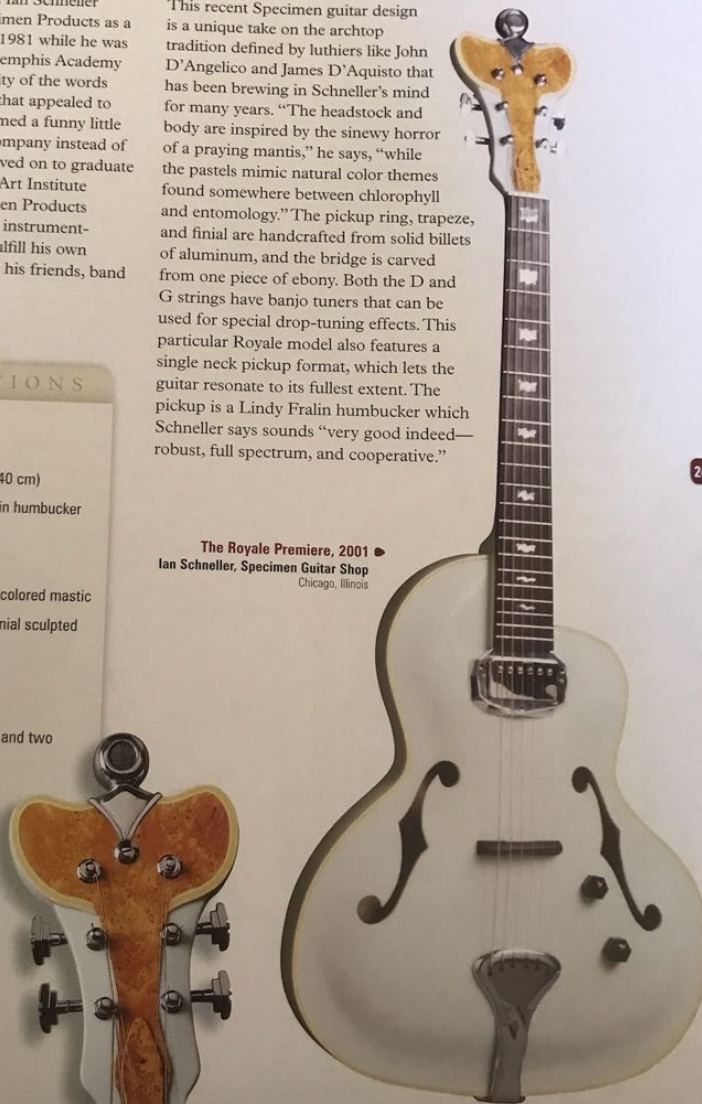 imen Products as a
1981 while he was
emphis Academy
ity of the words
that appealed to
med a funny little
ompany instead of
ved on to graduate
Art Institute
en Products
instrument-
ulfill his own
his friends, band
This recent Specimen guitar design
is a unique take on the archtop
tradition defined by luthiers like John
D'Angelico and James D'Aquisto that
has been brewing in Schneller's mind
for many years. "The headstock and
body are inspired by the sinewy horror
of a praying mantis," he says, "while
the pastels mimic natural color themes
found somewhere between chlorophyll
and entomology." The pickup ring, trapeze,
and finial are handcrafted from solid billets
of aluminum, and the bridge is carved
from one piece of ebony. Both the D and
G strings have banjo tuners that can be
used for special drop-tuning effects. This
particular Royale model also features a
single neck pickup format, which lets the
guitar resonate to its fullest extent. The
pickup is a Lindy Fralin humbucker which
Schneller says sounds "very good indeed—
robust, full spectrum, and cooperative."
TIONS
40 cm)
in humbucker
colored mastic
nial sculpted
and two
The Royale Premiere, 2001
Ian Schneller, Specimen Guitar Shop
Chicago, Illinois